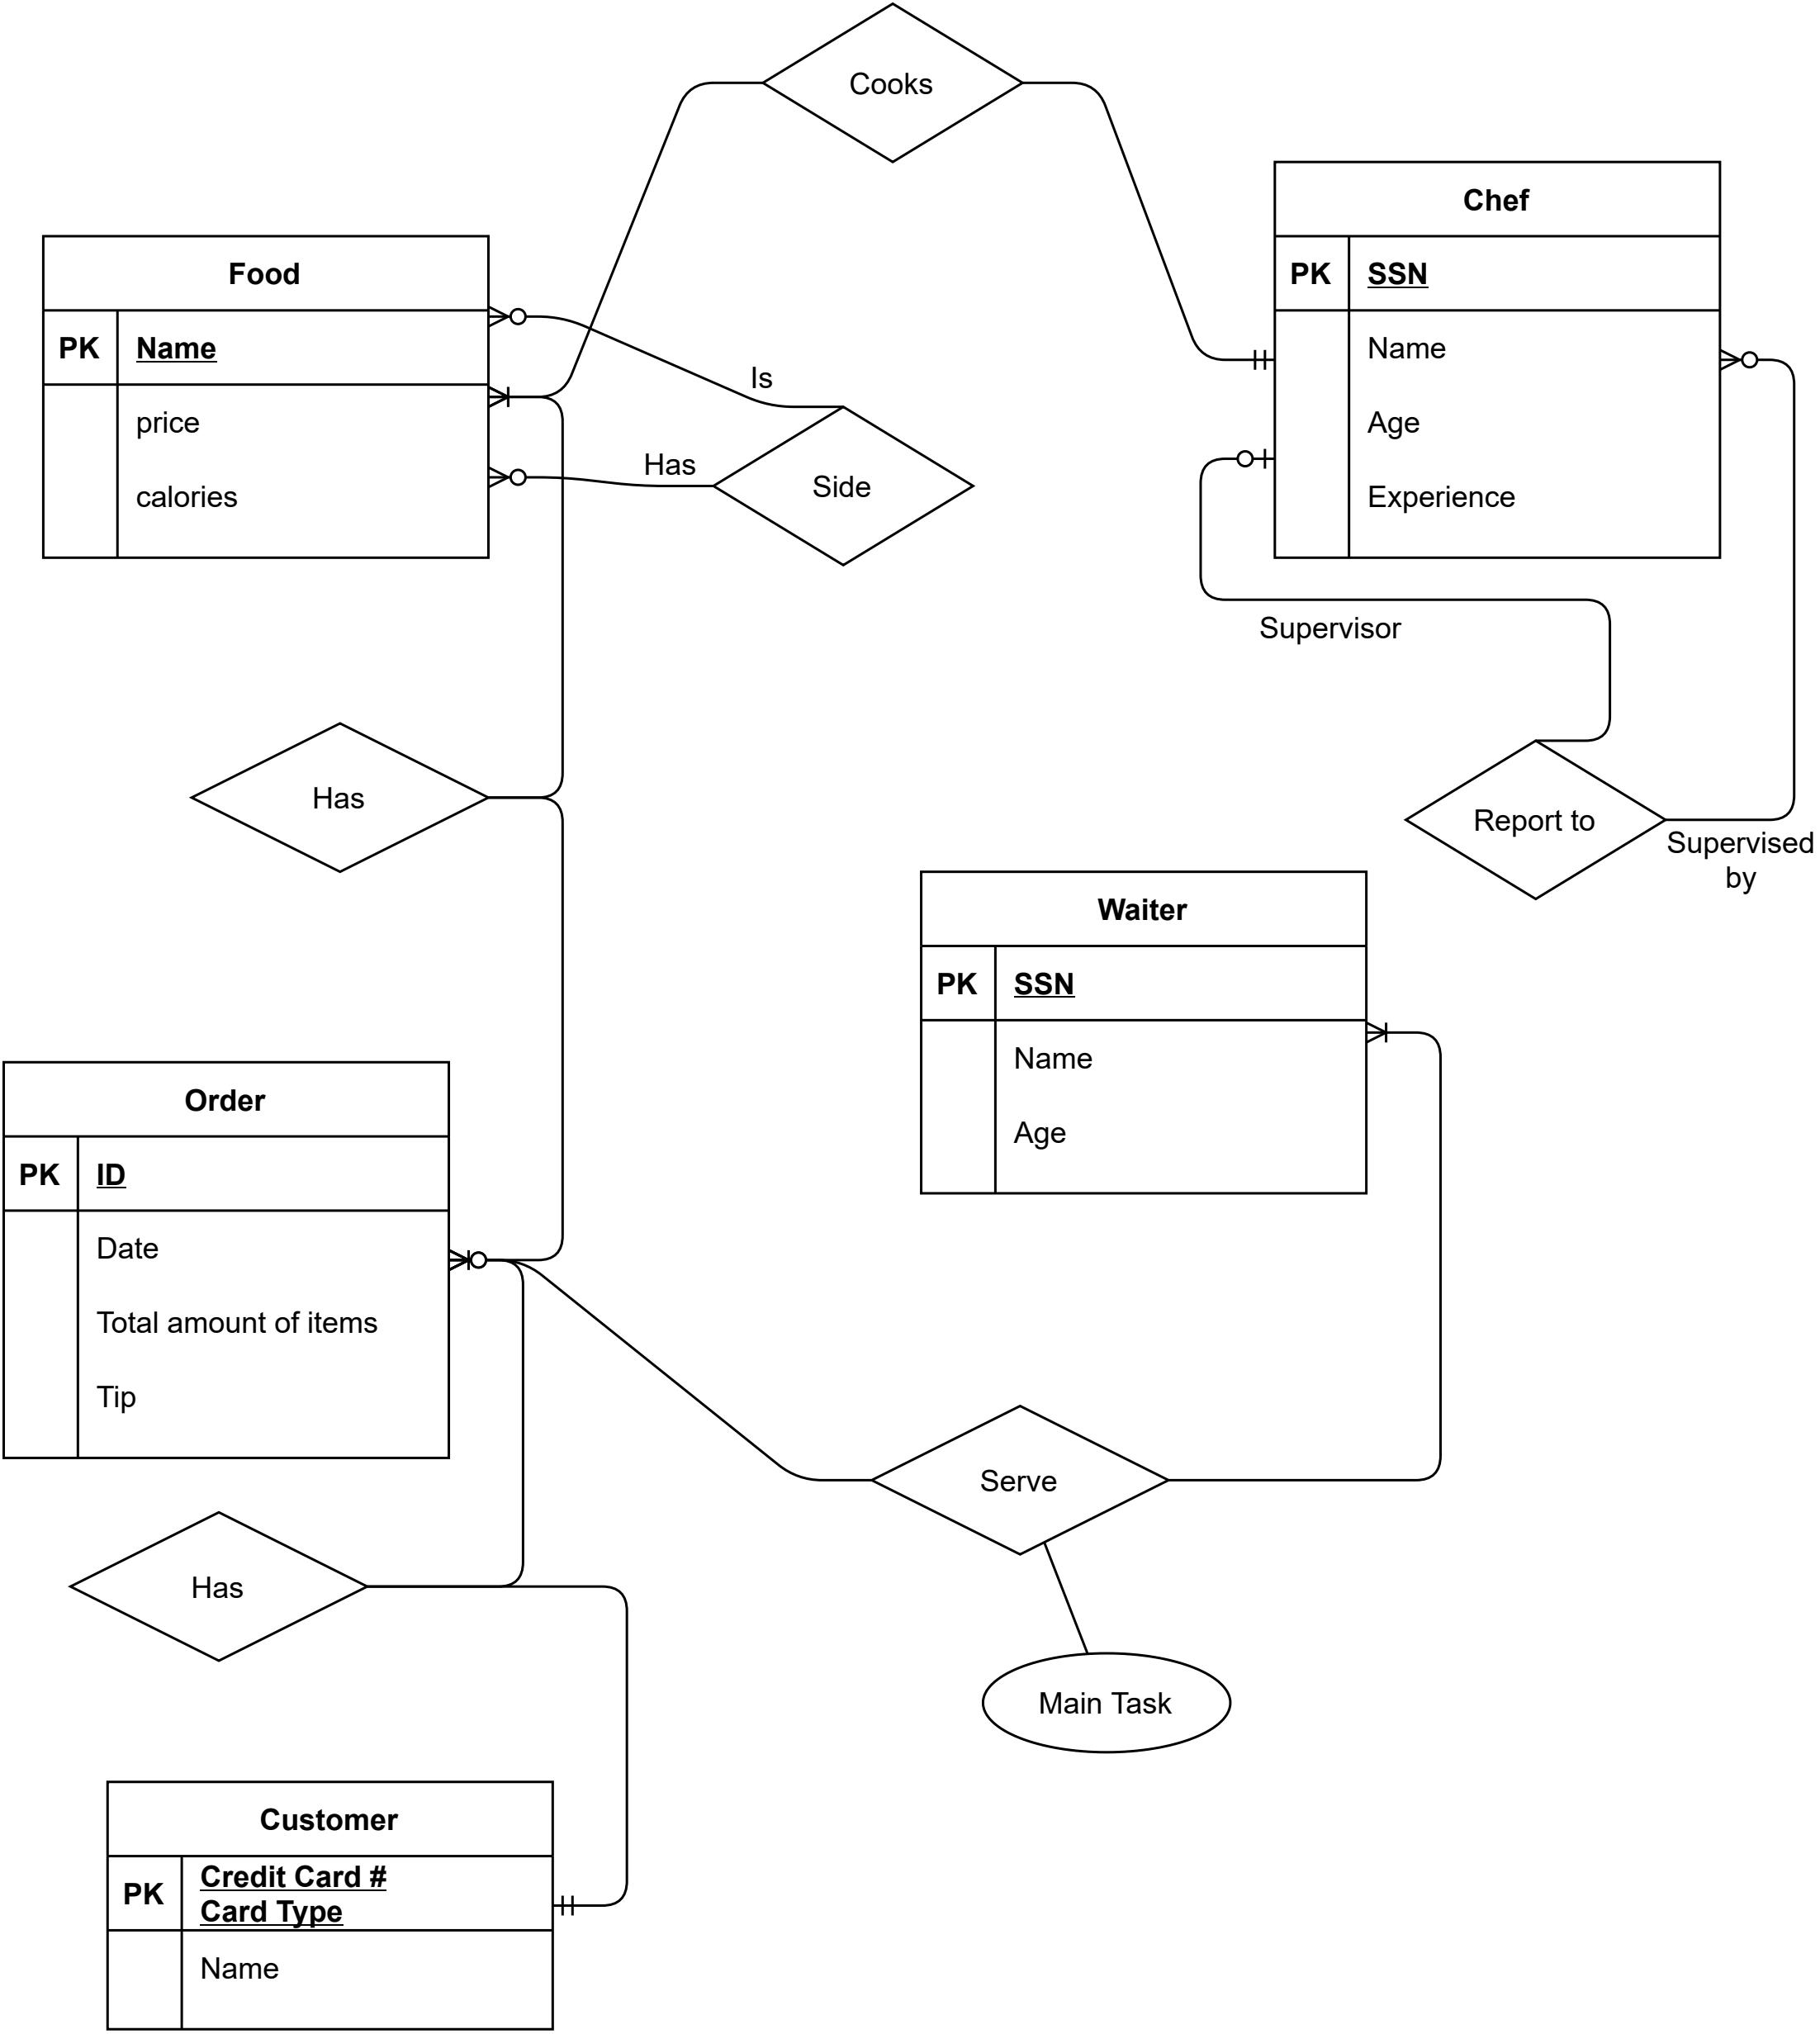 Cooks
Chef
PK SSN
Name
Age
Experience
Food
PK Name
price
calories
Is
Has
Side
Supervisor
Has
Report to
Supervised
by
Waiter
PK SSN
Name
Age
Order
PK ID
Date
Total amount of items
Tip
Serve
Has
Main Task
Customer
PK Credit Card #
Card Type
Name